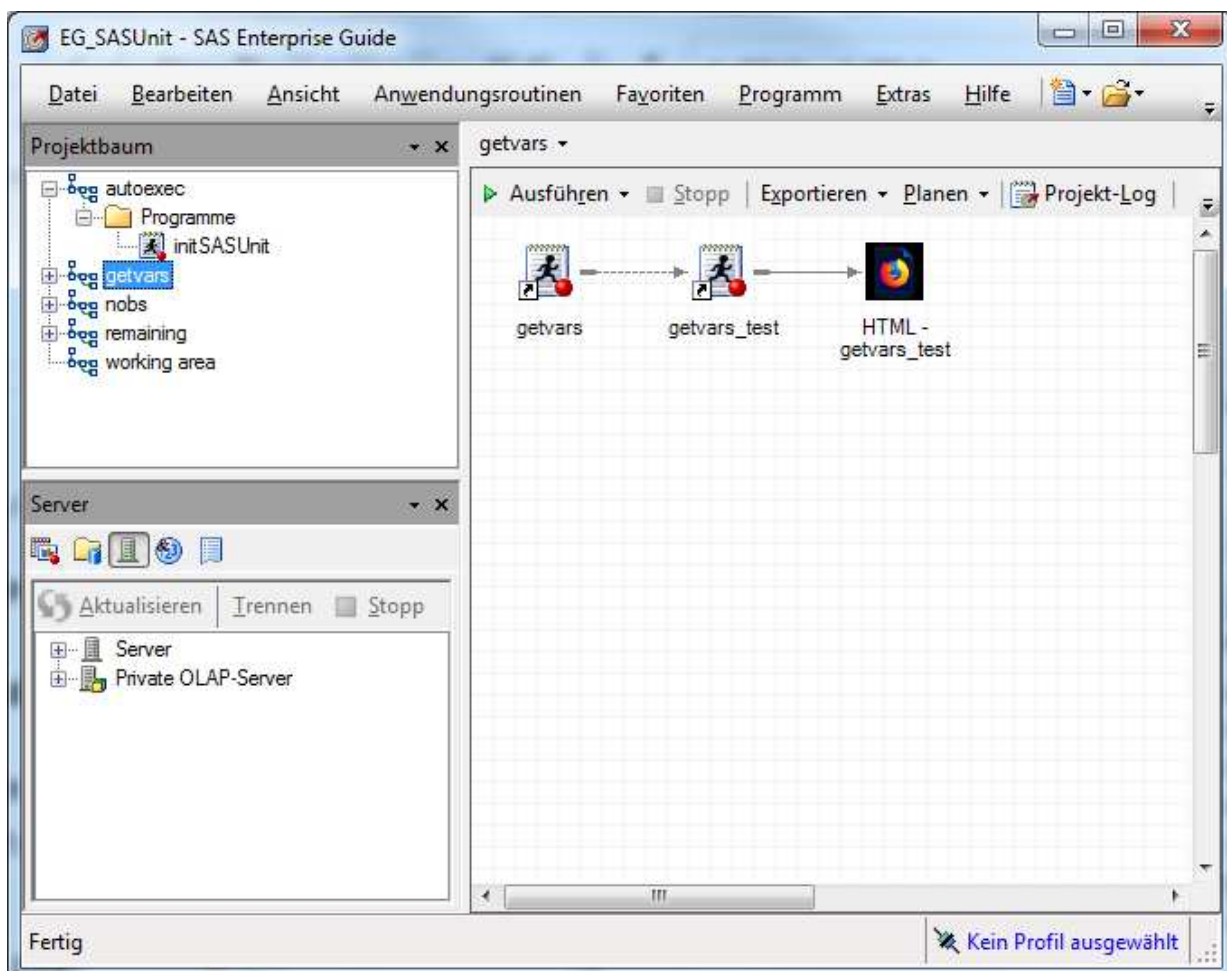 EG_SASUnit - SAS Enterprise Guide
Datei Bearbeiten Ansicht Anwendungsroutinen Favoriten Programm Extras Hilfe
Projektbaum
autoexec
Programme
initSASUnit
getvars
nobs
remaining
working area
getvars
Ausführen Stopp Exportieren Planen Projekt-Log
getvars
getvars_test
HTML -
getvars_test
Server
Aktualisieren Trennen Stopp
Server
Private OLAP-Server
Fertig
Kein Profil ausgewählt